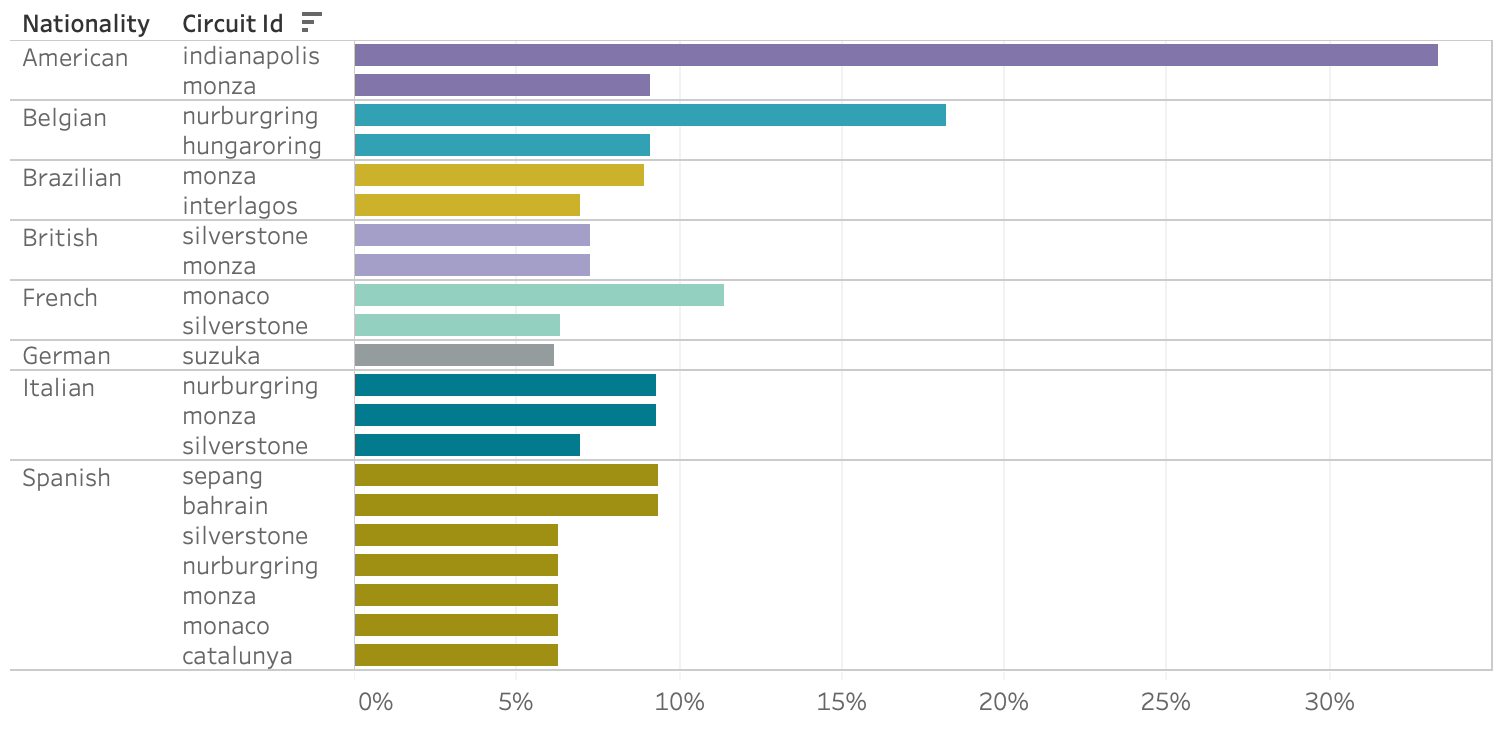 Nationality Circuit Id
American indianapolis
monza
Belgian nurburgring
hungaroring
Brazilian monza
interlagos
British silverstone
monza
French monaco
silverstone
German suzuka
Italian nurburgring
monza
silverstone
Spanish sepang
bahrain
silverstone
nurburgring
monza
monaco
catalunya
0% 5% 10% 15% 20% 25% 30%